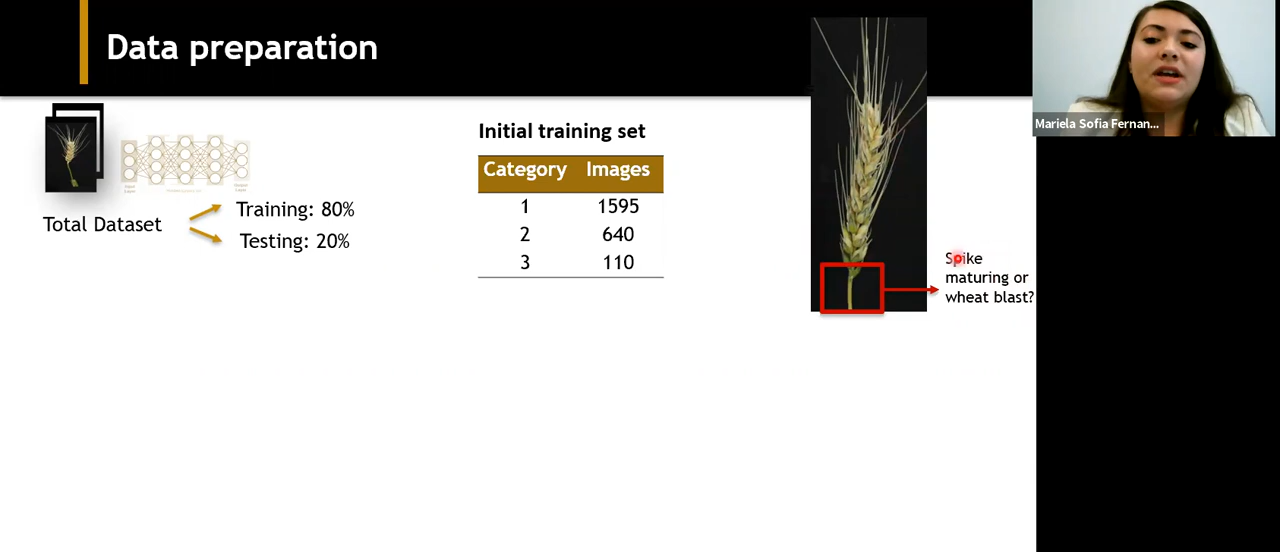 Data preparation
Mariela Sofia Fernan...
Initial training set
Category Images
1 1595
2 640
3 110
Total Dataset
Training: 80%
Testing: 20%
Spike
maturing or
wheat blast?